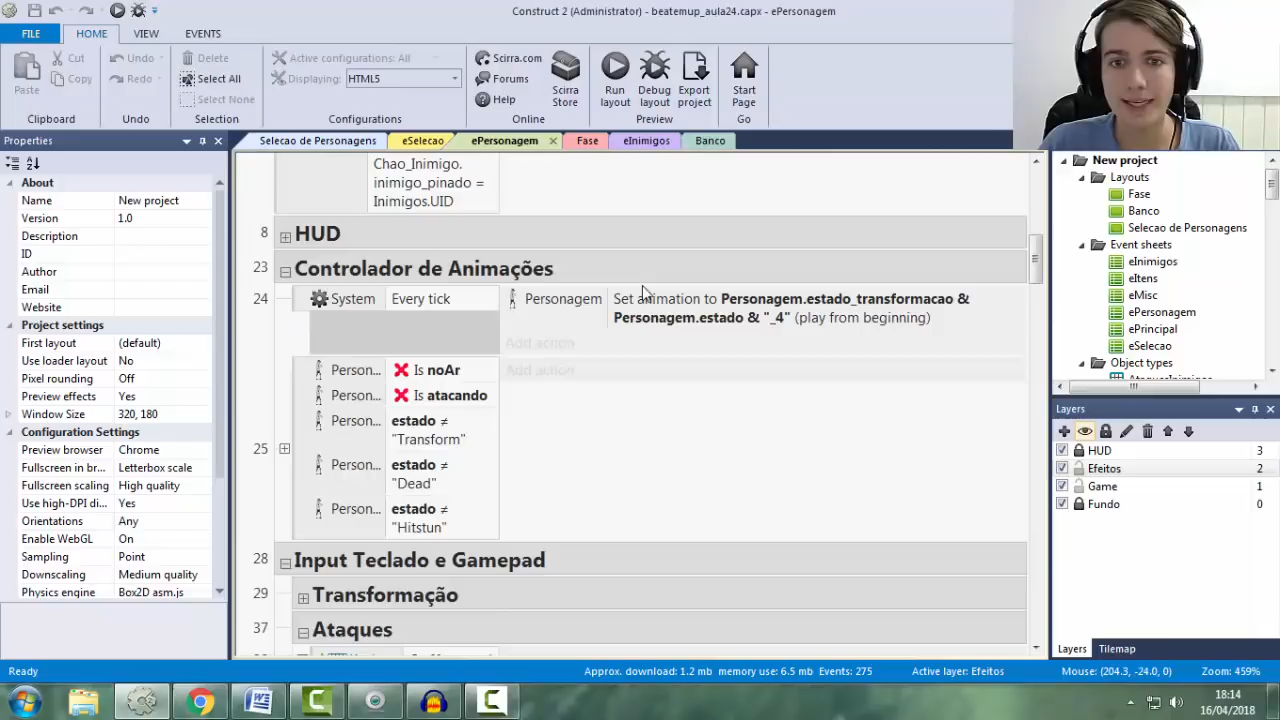 Construct 2 (Administrator) - beatemup_aula24.capx - ePersonagem
FILE HOME VIEW EVENTS
Paste Cut Copy
Clipboard
Undo Redo
Undo
Delete Select All Select None
Selection
Active configurations: All
Displaying: HTML5
Configurations
Scirra.com Forums Help
Scirra Store
Online
Run layout Debug layout Export project
Preview
Start Page
Go
Properties
About
Name New project
Version 1.0
Description
ID
Author
Email
Website
Project settings
First layout (default)
Use loader layout No
Pixel rounding Off
Preview effects Yes
Window Size 320, 180
Configuration Settings
Preview browser Chrome
Fullscreen in br... Letterbox scale
Fullscreen scaling High quality
Use high-DPI di... Yes
Orientations Any
Enable WebGL On
Sampling Point
Downscaling Medium quality
Physics engine Box2D asm.js
Selecao de Personagens eSelecao ePersonagem Fase eInimigos Banco
Chao_Inimigo.
inimigo_pinado =
Inimigos.UID
8 HUD
23 Controlador de Animações
24 System Every tick Personagem Set animation to Personagem.estado_transformacao &
Personagem.estado & "_4" (play from beginning)
Add action
Person... Is noAr Add action
Person... Is atacando
Person... estado ≠
"Transform"
25
Person... estado ≠
"Dead"
Person... estado ≠
"Hitstun"
28 Input Teclado e Gamepad
29 Transformação
37 Ataques
New project
Layouts
Fase
Banco
Selecao de Personagens
Event sheets
eInimigos
eItens
eMisc
ePersonagem
ePrincipal
eSelecao
Object types
Layers
HUD 3
Efeitos 2
Game 1
Fundo 0
Layers Tilemap
Ready Approx. download: 1.2 mb memory use: 6.5 mb Events: 275 Active layer: Efeitos Mouse: (204.3, -24.0, 0) Zoom: 459%
18:14
16/04/2018